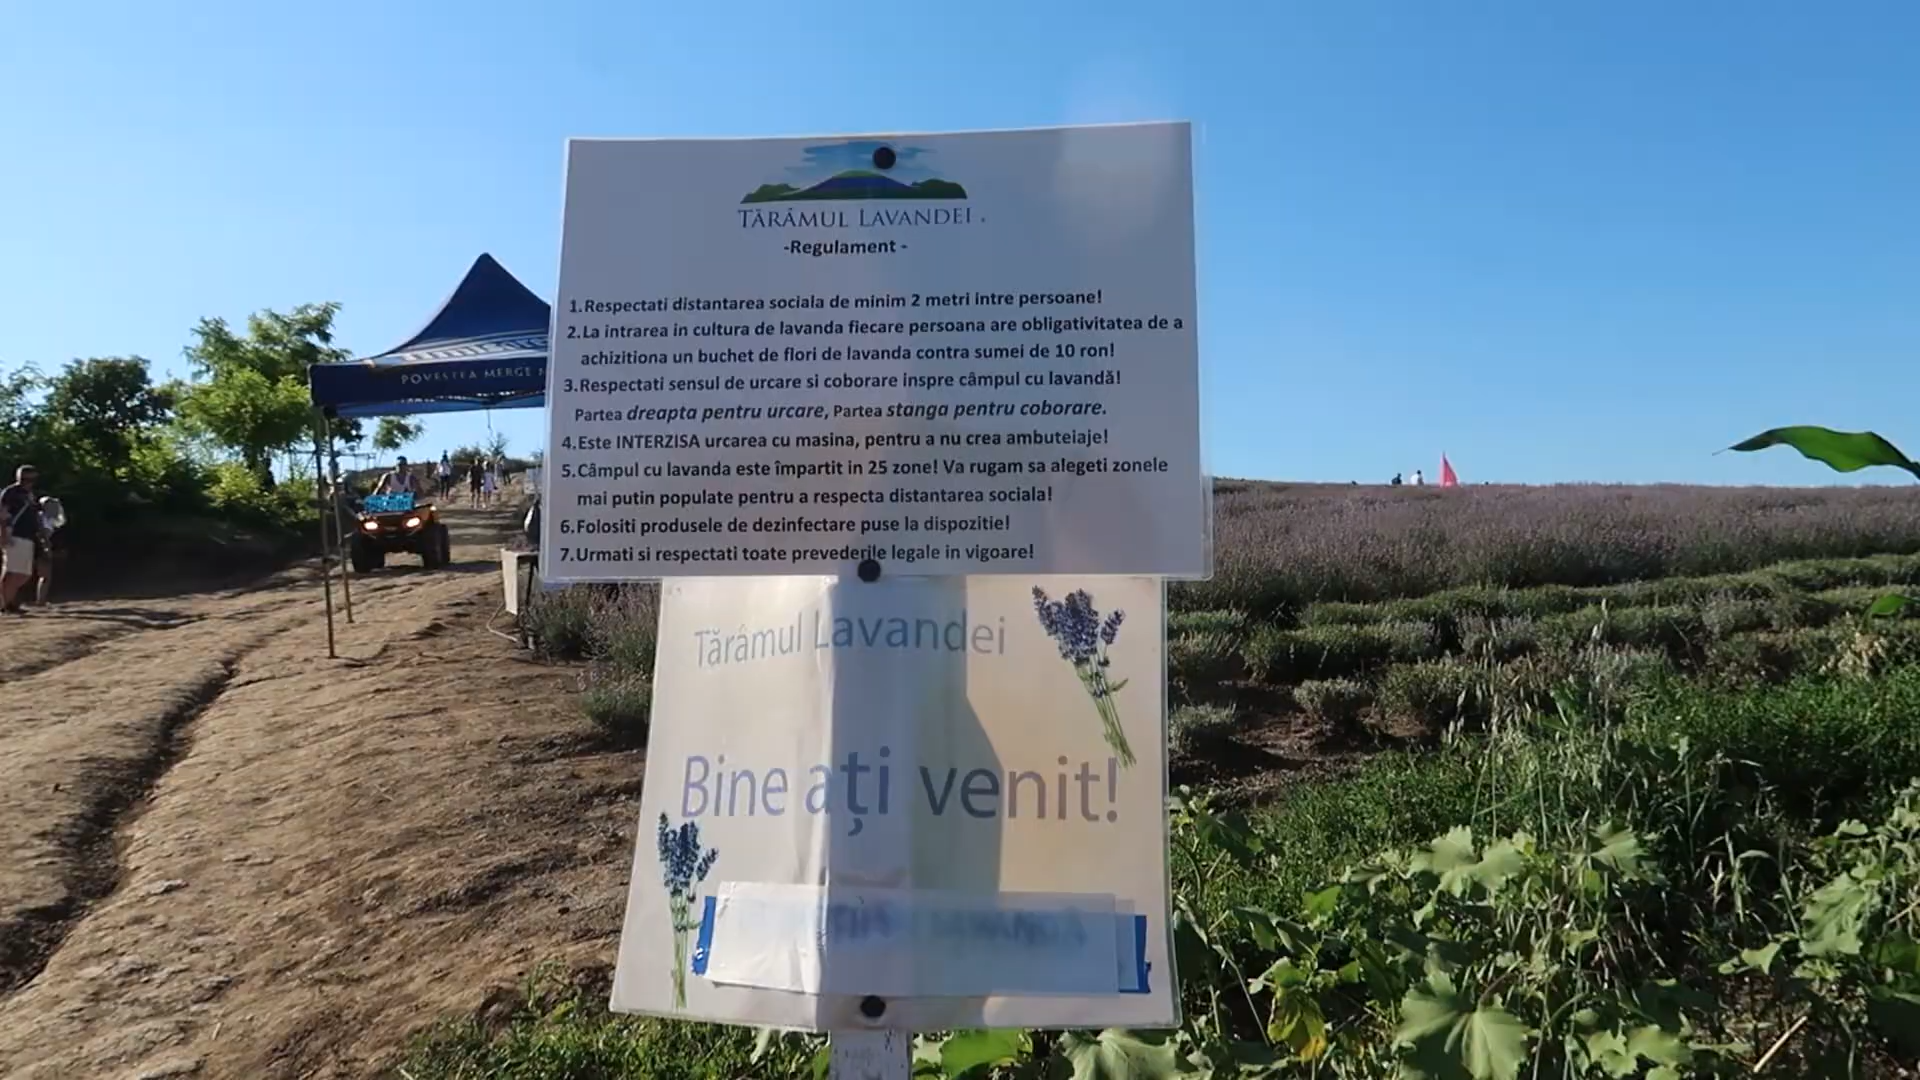 TĂRÂMUL LAVANDEI
-Regulament -
1.Respectati distantarea sociala de minim 2 metri intre persoane!
2.La intrarea in cultura de lavanda fiecare persoana are obligativitatea de a
achizitiona un buchet de flori de lavanda contra sumei de 10 ron!
3.Respectati sensul de urcare si coborare inspre câmpul cu lavandă!
Partea dreapta pentru urcare, Partea stanga pentru coborare.
4.Este INTERZISA urcarea cu masina, pentru a nu crea ambuteiaje!
5.Câmpul cu lavanda este împartit in 25 zone! Va rugam sa alegeti zonele
mai putin populate pentru a respecta distantarea sociala!
6.Folositi produsele de dezinfectare puse la dispozitie!
7.Urmati si respectati toate prevederile legale in vigoare!
Tărâmul Lavandei
Bine ați venit!
POVESTEA MERGE